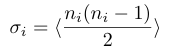 σ_i = ⟨ n_i(n_i − 1) / 2 ⟩